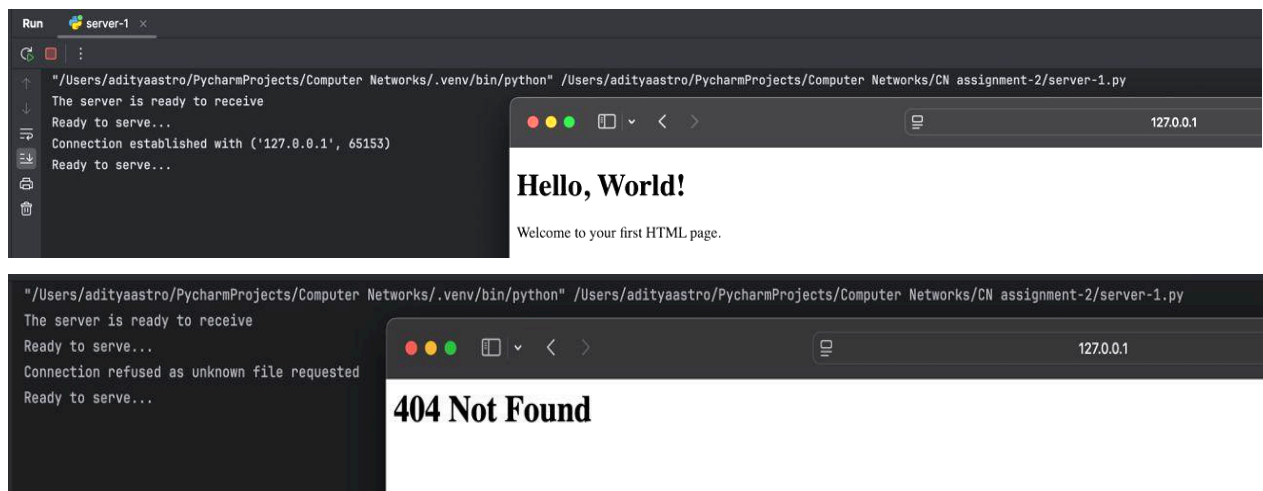 Run server-1
"/Users/adityaastro/PycharmProjects/Computer Networks/.venv/bin/python" /Users/adityaastro/PycharmProjects/Computer Networks/CN assignment-2/server-1.py
The server is ready to receive
Ready to serve...
Connection established with ('127.0.0.1', 65153)
Ready to serve...
127.0.0.1
Hello, World!
Welcome to your first HTML page.
"/Users/adityaastro/PycharmProjects/Computer Networks/.venv/bin/python" /Users/adityaastro/PycharmProjects/Computer Networks/CN assignment-2/server-1.py
The server is ready to receive
Ready to serve...
Connection refused as unknown file requested
Ready to serve...
127.0.0.1
404 Not Found